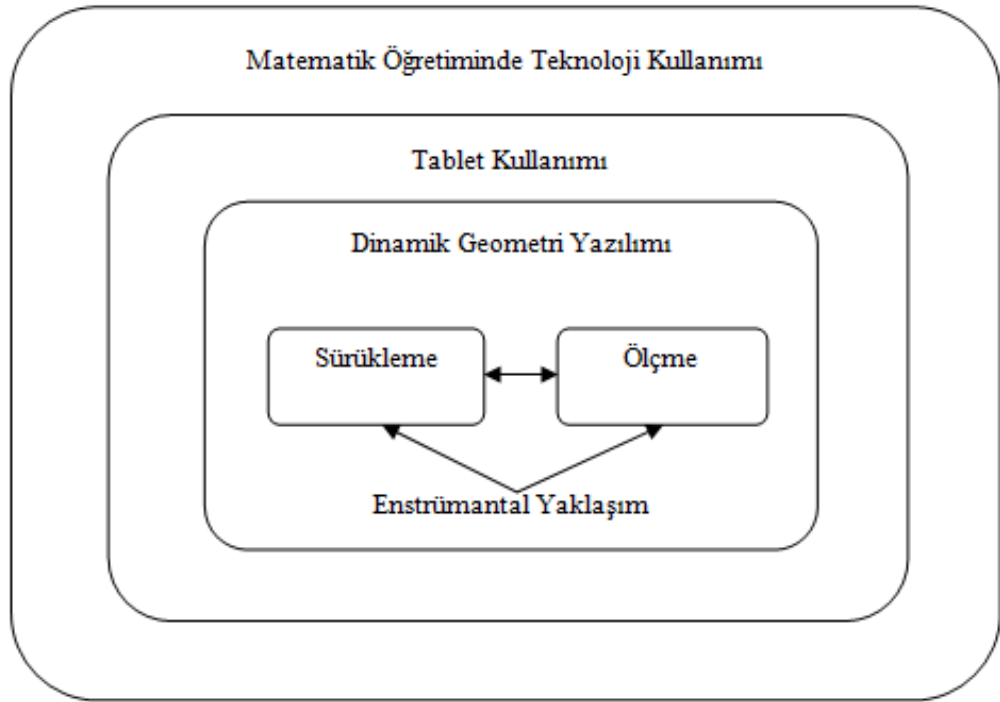 Matematik Öğretiminde Teknoloji Kullanımı
Tablet Kullanımı
Dinamik Geometri Yazılımı
Sürükleme
Ölçme
Enstrümantal Yaklaşım